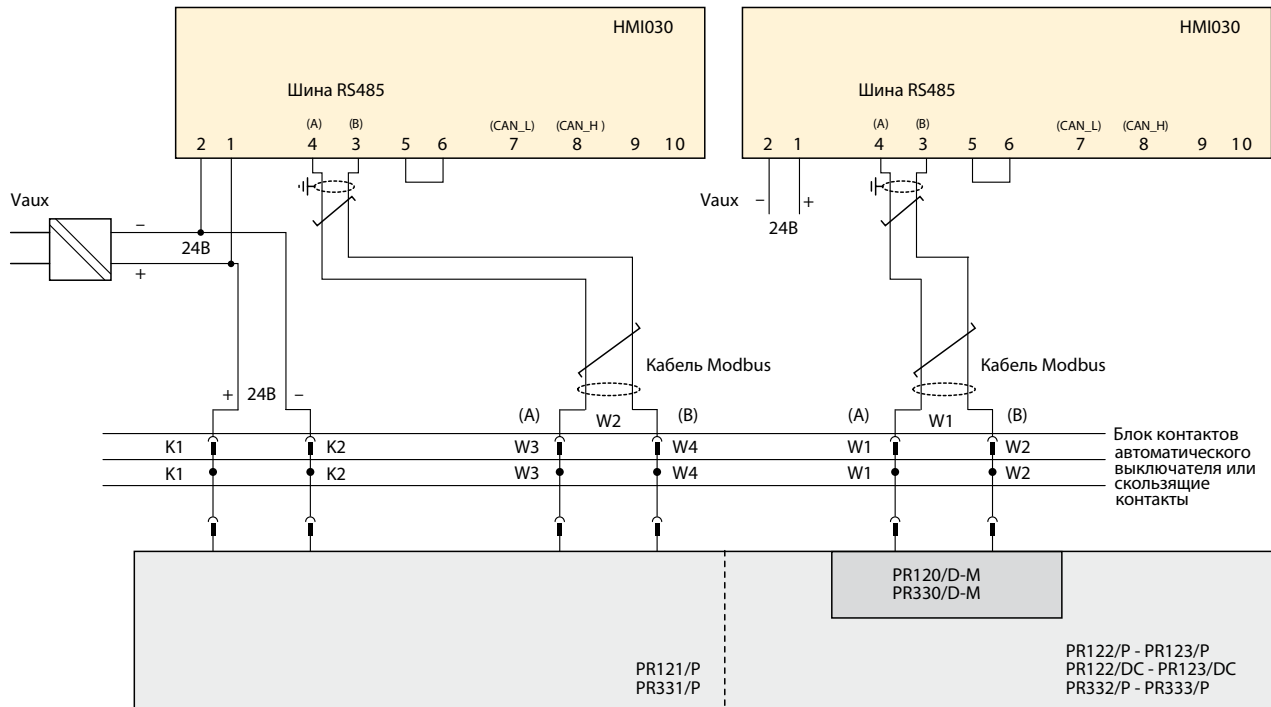 HMI030
HMI030
Шина RS485
Шина RS485
(A) (B) (CAN_L) (CAN_H )
2 1 4 3 5 6 7 8 9 10
(A) (B) (CAN_L) (CAN_H)
2 1 4 3 5 6 7 8 9 10
Vaux
–
24В
+
Vaux – +
24В
Кабель Modbus
Кабель Modbus
+ 24В –
(A) W2 (B)
(A) W1 (B)
K1 K2 W3 W4 W1 W2
K1 K2 W3 W4 W1 W2
Блок контактов
автоматического
выключателя или
скользящие
контакты
PR120/D-M
PR330/D-M
PR121/P
PR331/P
PR122/P - PR123/P
PR122/DC - PR123/DC
PR332/P - PR333/P